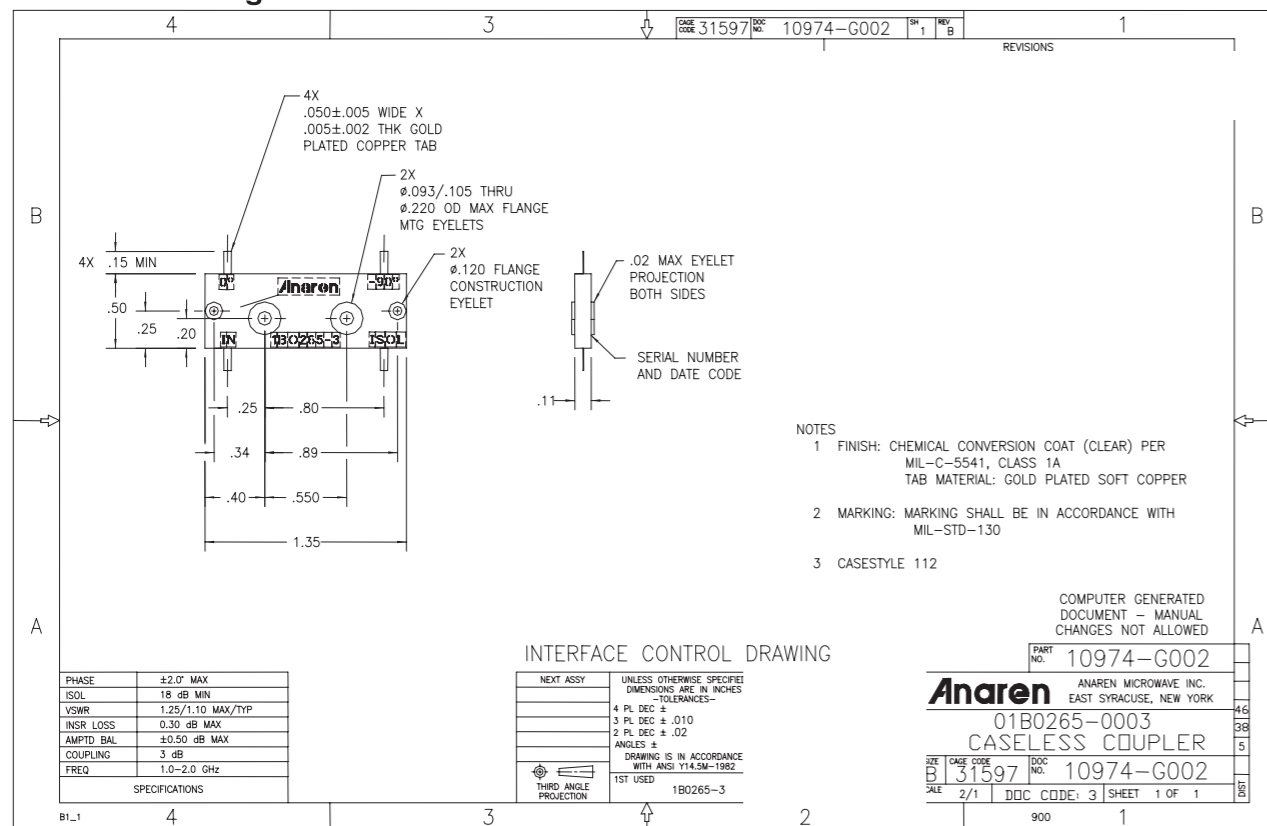 4
3
CAGE CODE 31597 DOC NO. 10974-G002 SH 1 REV B
1
REVISIONS
4X
.050±.005 WIDE X
.005±.002 THK GOLD
PLATED COPPER TAB
2X
ø.093/.105 THRU
ø.220 OD MAX FLANGE
MTG EYELETS
B
B
2X
ø.120 FLANGE
CONSTRUCTION
EYELET
.02 MAX EYELET
PROJECTION
BOTH SIDES
4X .15 MIN
0°
Anaren
-90°
.50
.25
.20
IN
1B0265-3
ISOL
SERIAL NUMBER
AND DATE CODE
.25
.80
.11
.34
.89
.40
.550
1.35
NOTES
1 FINISH: CHEMICAL CONVERSION COAT (CLEAR) PER
MIL-C-5541, CLASS 1A
TAB MATERIAL: GOLD PLATED SOFT COPPER
2 MARKING: MARKING SHALL BE IN ACCORDANCE WITH
MIL-STD-130
3 CASESTYLE 112
COMPUTER GENERATED
DOCUMENT - MANUAL
CHANGES NOT ALLOWED
A
A
INTERFACE CONTROL DRAWING
PART NO. 10974-G002
PHASE ±2.0° MAX
ISOL 18 dB MIN
VSWR 1.25/1.10 MAX/TYP
INSR LOSS 0.30 dB MAX
AMPTD BAL ±0.50 dB MAX
COUPLING 3 dB
FREQ 1.0-2.0 GHz
SPECIFICATIONS
NEXT ASSY
UNLESS OTHERWISE SPECIFIED
DIMENSIONS ARE IN INCHES
-TOLERANCES-
4 PL DEC ±
3 PL DEC ± .010
2 PL DEC ± .02
ANGLES ±
DRAWING IS IN ACCORDANCE
WITH ANSI Y14.5M-1982
THIRD ANGLE
PROJECTION
1ST USED
1B0265-3
Anaren
ANAREN MICROWAVE INC.
EAST SYRACUSE, NEW YORK
01B0265-0003
CASELESS COUPLER
46
38
5
SIZE B CAGE CODE 31597 DOC NO. 10974-G002
SCALE 2/1 DOC CODE: 3 SHEET 1 OF 1
DIST
B1_1
4
3
2
900
1